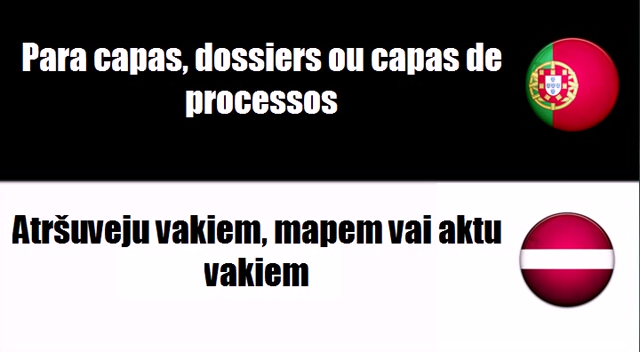 Para capas, dossiers ou capas de
processos
Atršuveju vakiem, mapem vai aktu
vakiem